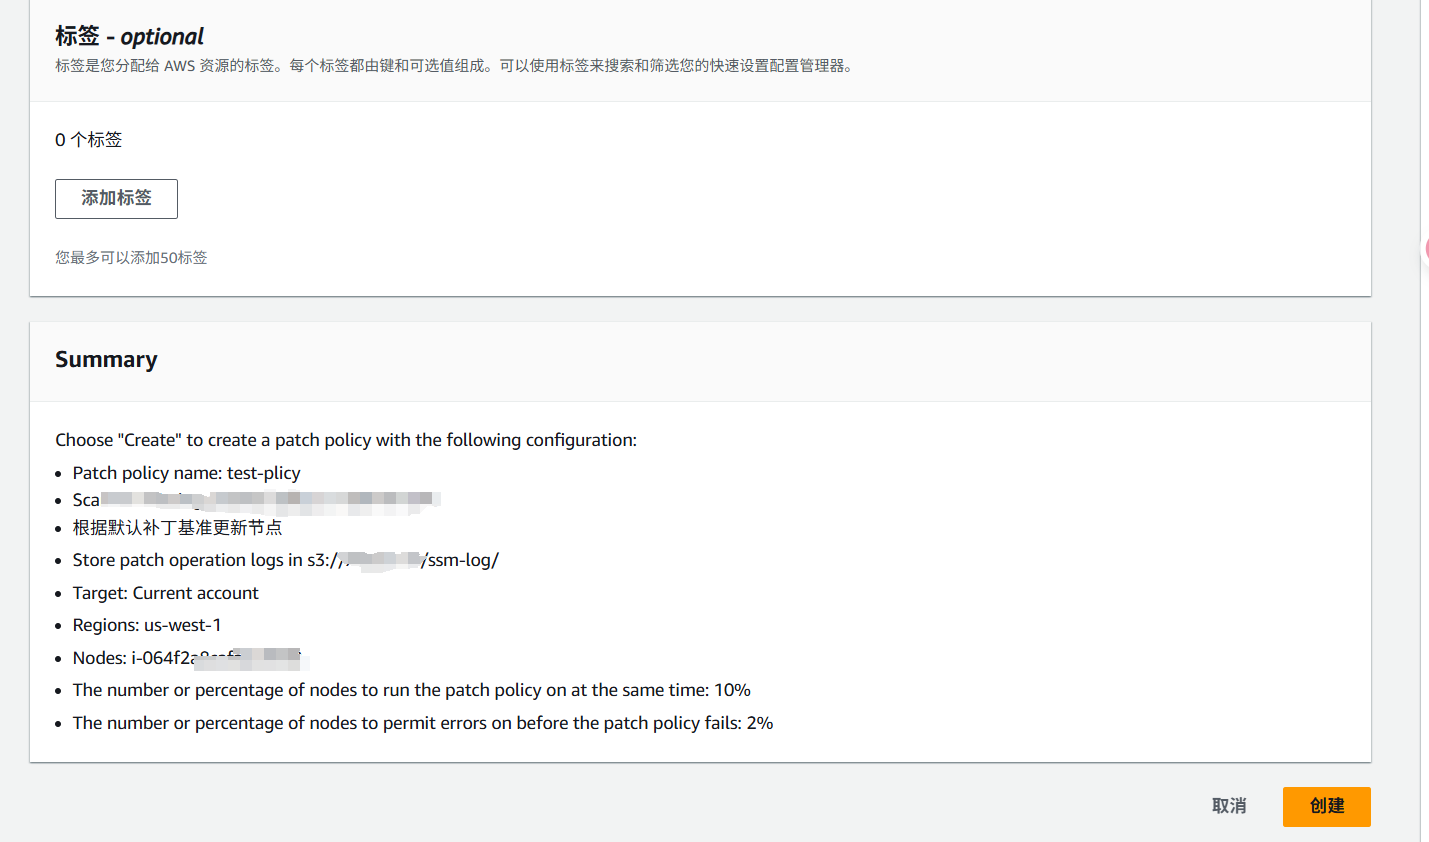 标签 - optional
标签是您分配给 AWS 资源的标签。每个标签都由键和可选值组成。可以使用标签来搜索和筛选您的快速设置配置管理器。
0 个标签
添加标签
您最多可以添加50标签
Summary
Choose "Create" to create a patch policy with the following configuration:
• Patch policy name: test-plicy
• Sca
• 根据默认补丁基准更新节点
• Store patch operation logs in s3:// /ssm-log/
• Target: Current account
• Regions: us-west-1
• Nodes: i-064f2a
• The number or percentage of nodes to run the patch policy on at the same time: 10%
• The number or percentage of nodes to permit errors on before the patch policy fails: 2%
取消
创建